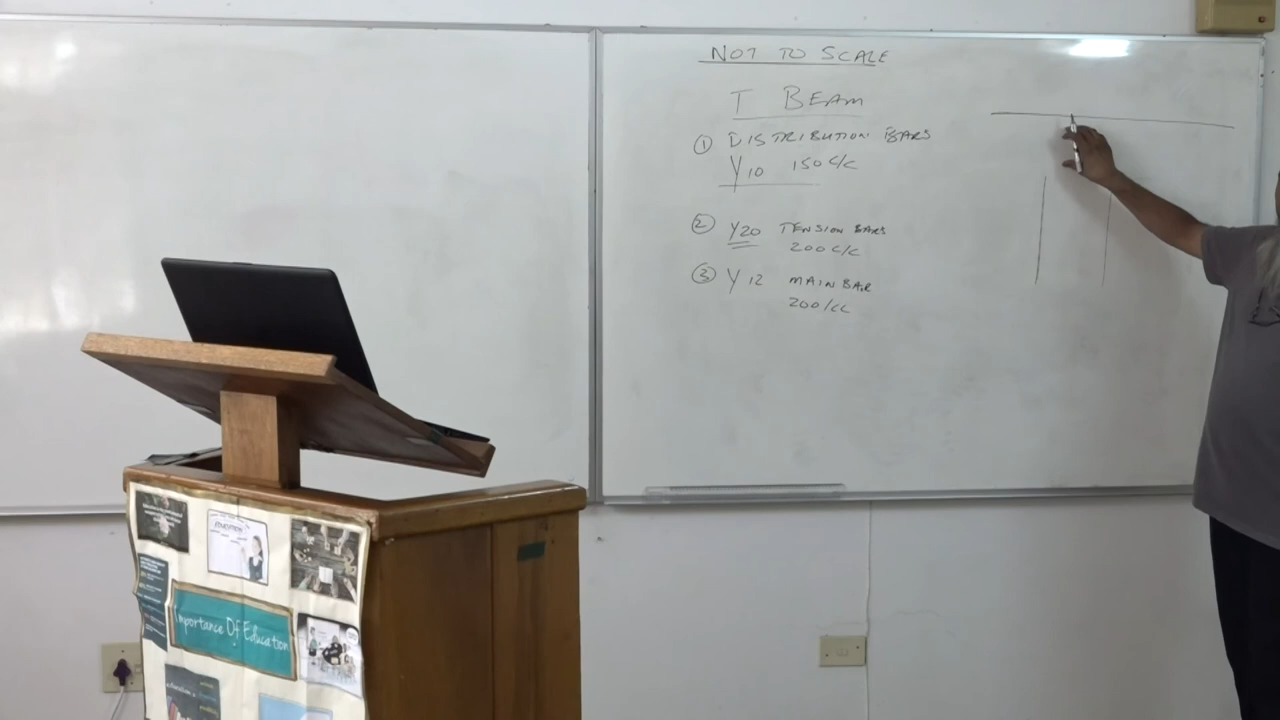 NOT TO SCALE
T BEAM
① DISTRIBUTION BARS
Y10 150 C/C
② Y20 TENSION BARS
200 C/C
③ Y12 MAIN BAR
200/CC
Importance Of Education